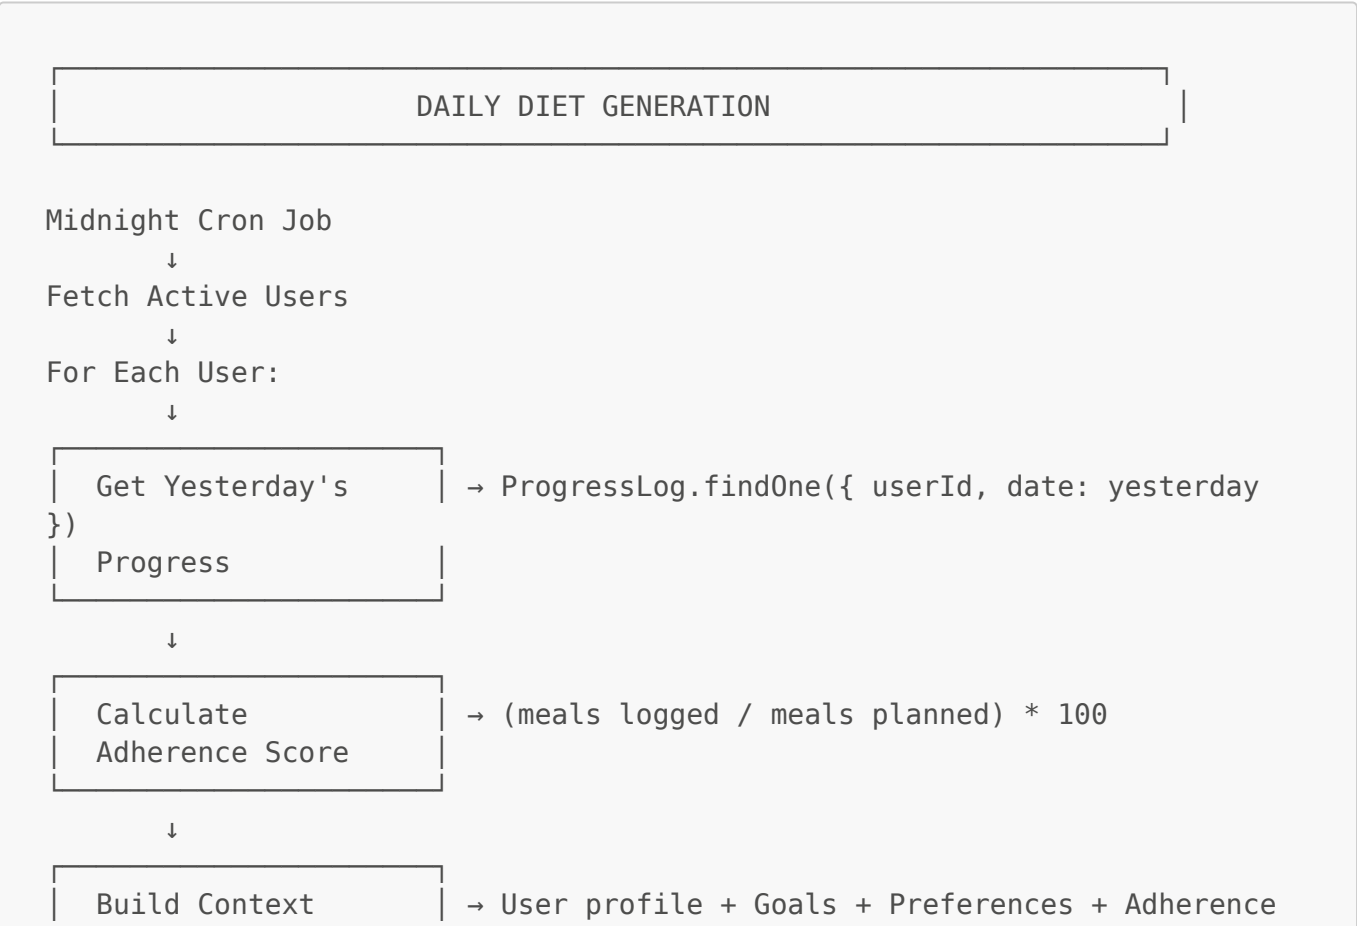 DAILY DIET GENERATION
Midnight Cron Job
↓
Fetch Active Users
↓
For Each User:
↓
Get Yesterday's → ProgressLog.findOne({ userId, date: yesterday
})
Progress
↓
Calculate → (meals logged / meals planned) * 100
Adherence Score
↓
Build Context → User profile + Goals + Preferences + Adherence